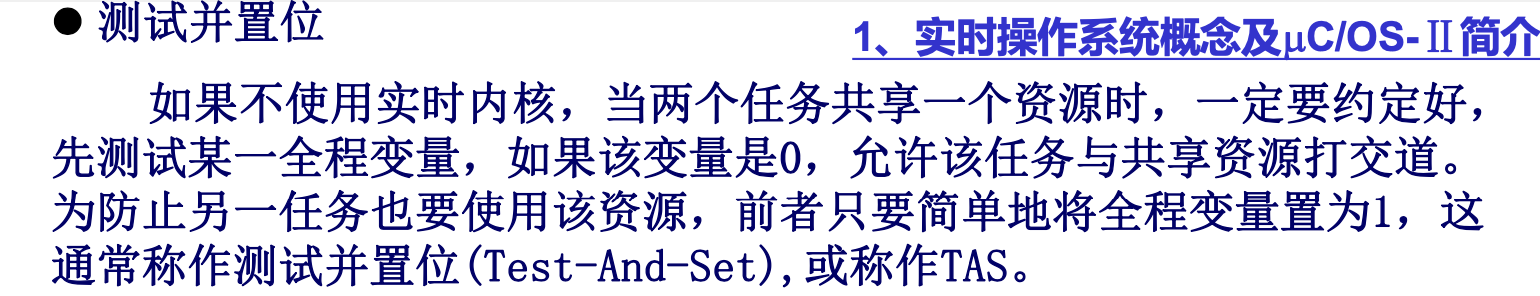 ● 测试并置位
1、实时操作系统概念及μC/OS-Ⅱ简介
如果不使用实时内核，当两个任务共享一个资源时，一定要约定好，
先测试某一全程变量，如果该变量是0，允许该任务与共享资源打交道。
为防止另一任务也要使用该资源，前者只要简单地将全程变量置为1，这
通常称作测试并置位(Test-And-Set),或称作TAS。